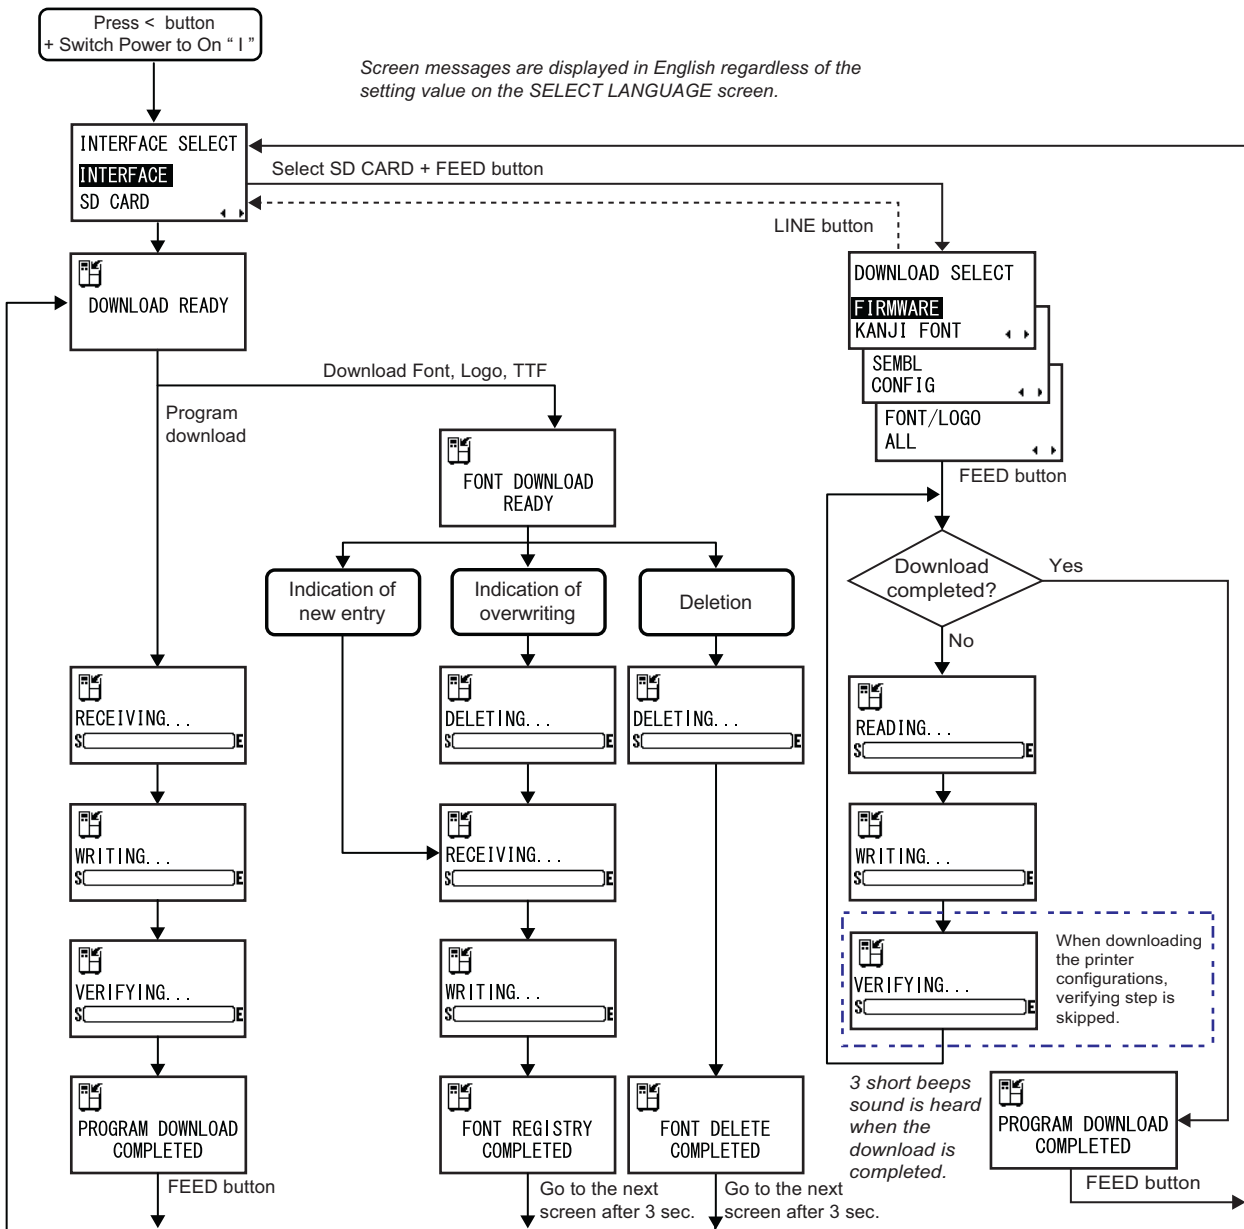 Press < button
+ Switch Power to On “ I ”
Screen messages are displayed in English regardless of the
setting value on the SELECT LANGUAGE screen.
INTERFACE SELECT
INTERFACE
SD CARD
Select SD CARD + FEED button
LINE button
DOWNLOAD READY
DOWNLOAD SELECT
FIRMWARE
KANJI FONT
SEMBL
CONFIG
FONT/LOGO
ALL
FEED button
Download Font, Logo, TTF
Program
download
FONT DOWNLOAD
READY
Indication of
new entry
Indication of
overwriting
Deletion
Download
completed?
Yes
No
RECEIVING...
S E
DELETING...
S E
DELETING...
S E
READING...
S E
WRITING...
S E
RECEIVING...
S E
WRITING...
S E
VERIFYING...
S E
WRITING...
S E
VERIFYING...
S E
When downloading
the printer
configurations,
verifying step is
skipped.
PROGRAM DOWNLOAD
COMPLETED
FONT REGISTRY
COMPLETED
FONT DELETE
COMPLETED
3 short beeps
sound is heard
when the
download is
completed.
PROGRAM DOWNLOAD
COMPLETED
FEED button
Go to the next
screen after 3 sec.
Go to the next
screen after 3 sec.
FEED button